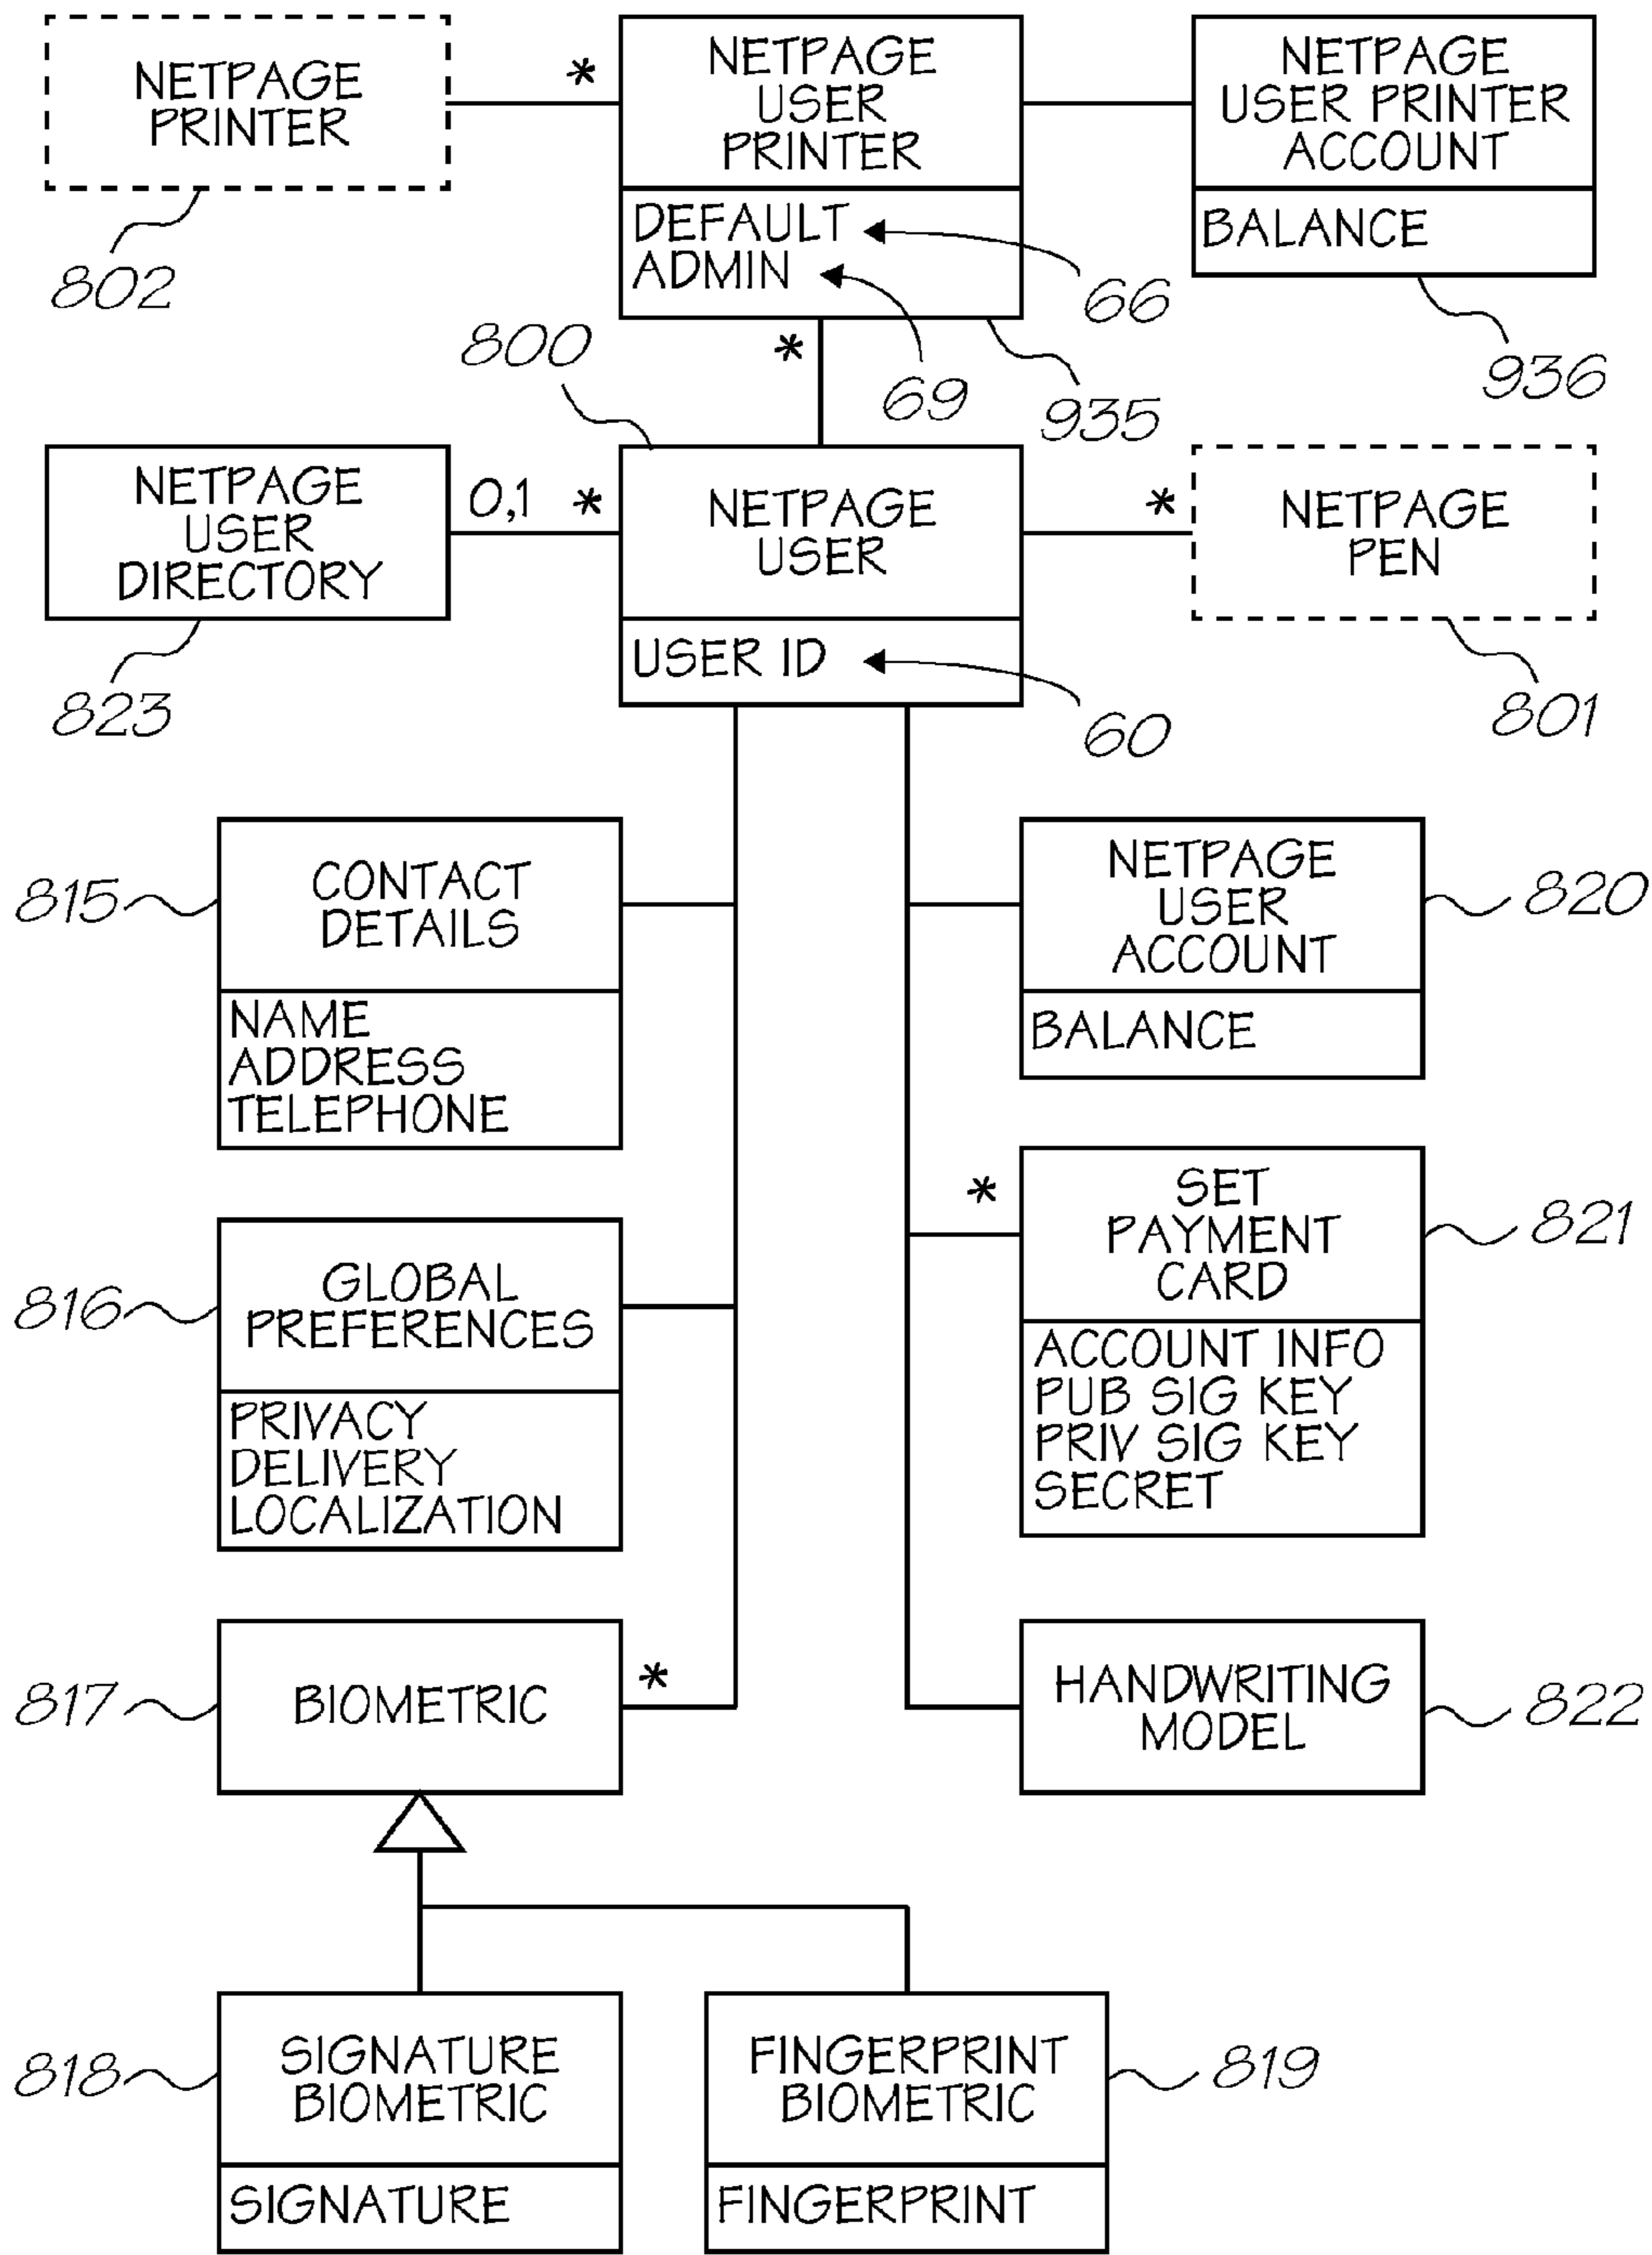 NETPAGE
PRINTER
802
*
NETPAGE
USER
PRINTER
DEFAULT
ADMIN
66
69
935
NETPAGE
USER PRINTER
ACCOUNT
BALANCE
936
*
800
NETPAGE
USER
DIRECTORY
823
0,1 *
NETPAGE
USER
USER ID
60
*
NETPAGE
PEN
801
815
CONTACT
DETAILS
NAME
ADDRESS
TELEPHONE
NETPAGE
USER
ACCOUNT
BALANCE
820
816
GLOBAL
PREFERENCES
PRIVACY
DELIVERY
LOCALIZATION
*
SET
PAYMENT
CARD
ACCOUNT INFO
PUB SIG KEY
PRIV SIG KEY
SECRET
821
817
BIOMETRIC
*
HANDWRITING
MODEL
822
818
SIGNATURE
BIOMETRIC
SIGNATURE
FINGERPRINT
BIOMETRIC
FINGERPRINT
819